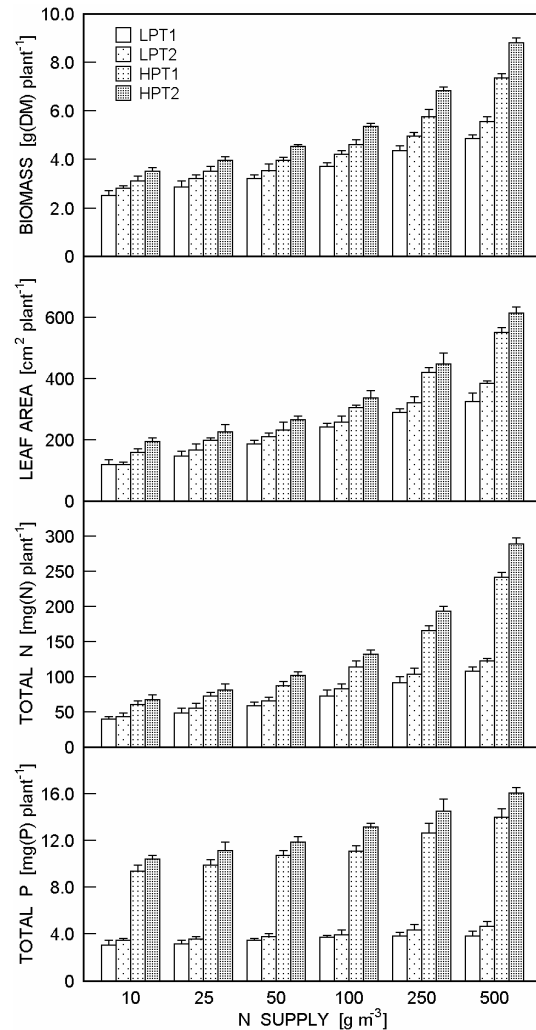 10.0
8.0
6.0
4.0
2.0
0
BIOMASS [g(DM) plant⁻¹]
LPT1
LPT2
HPT1
HPT2
600
400
200
0
LEAF AREA [cm² plant⁻¹]
300
250
200
150
100
50
0
TOTAL N [mg(N) plant⁻¹]
16.0
12.0
8.0
4.0
0
TOTAL P [mg(P) plant⁻¹]
10 25 50 100 250 500
N SUPPLY [g m⁻³]